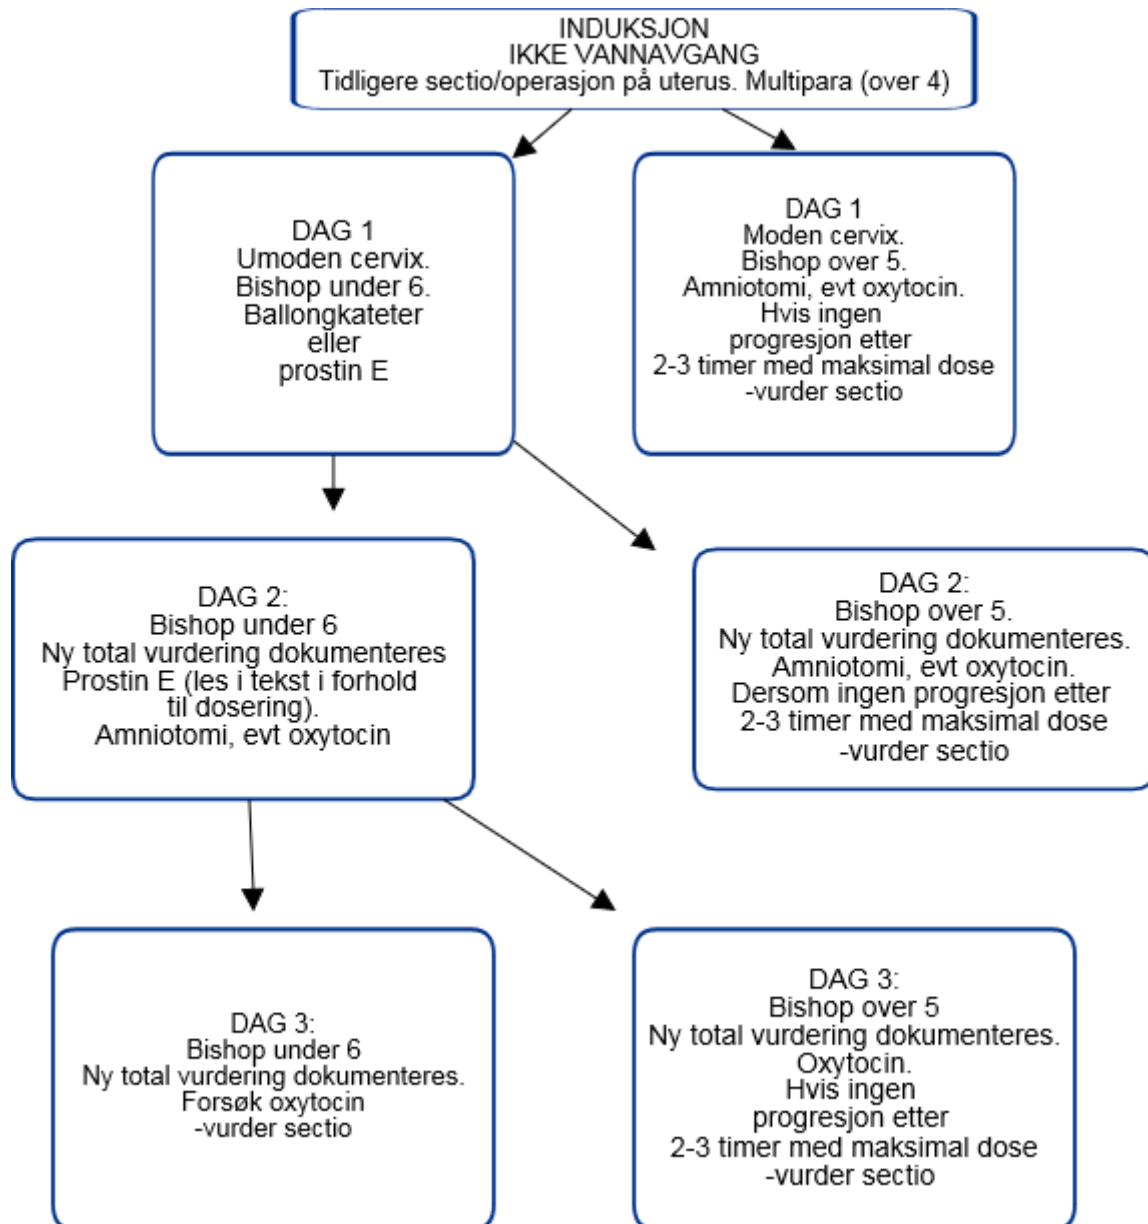 INDUKSJON
IKKE VANNAVGANG
Tidligere sectio/operasjon på uterus. Multipara (over 4)
DAG 1
Umoden cervix.
Bishop under 6.
Ballongkateter
eller
prostin E
DAG 1
Moden cervix.
Bishop over 5.
Amniotomi, evt oxytocin.
Hvis ingen
progresjon etter
2-3 timer med maksimal dose
-vurder sectio
DAG 2:
Bishop under 6
Ny total vurdering dokumenteres
Prostin E (les i tekst i forhold
til dosering).
Amniotomi, evt oxytocin
DAG 2:
Bishop over 5.
Ny total vurdering dokumenteres.
Amniotomi, evt oxytocin.
Dersom ingen progresjon etter
2-3 timer med maksimal dose
-vurder sectio
DAG 3:
Bishop under 6
Ny total vurdering dokumenteres.
Forsøk oxytocin
-vurder sectio
DAG 3:
Bishop over 5
Ny total vurdering dokumenteres.
Oxytocin.
Hvis ingen
progresjon etter
2-3 timer med maksimal dose
-vurder sectio